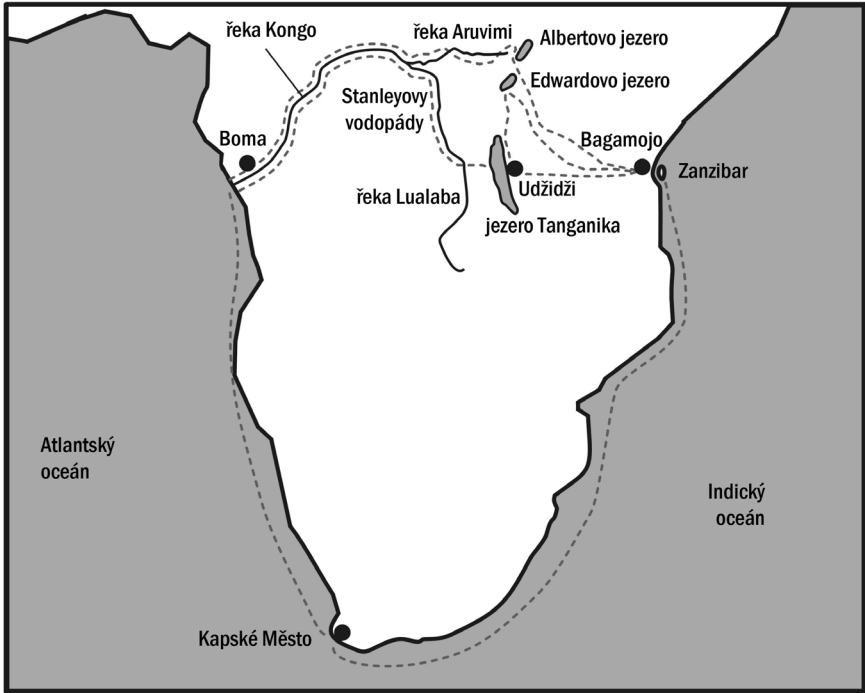 řeka Kongo
řeka Aruvimi
Albertovo jezero
Edwardovo jezero
Stanleyovy
vodopády
Boma
Bagamojo
Zanzibar
Udžidži
řeka Lualaba
jezero Tanganika
Atlantský
oceán
Indický
oceán
Kapské Město